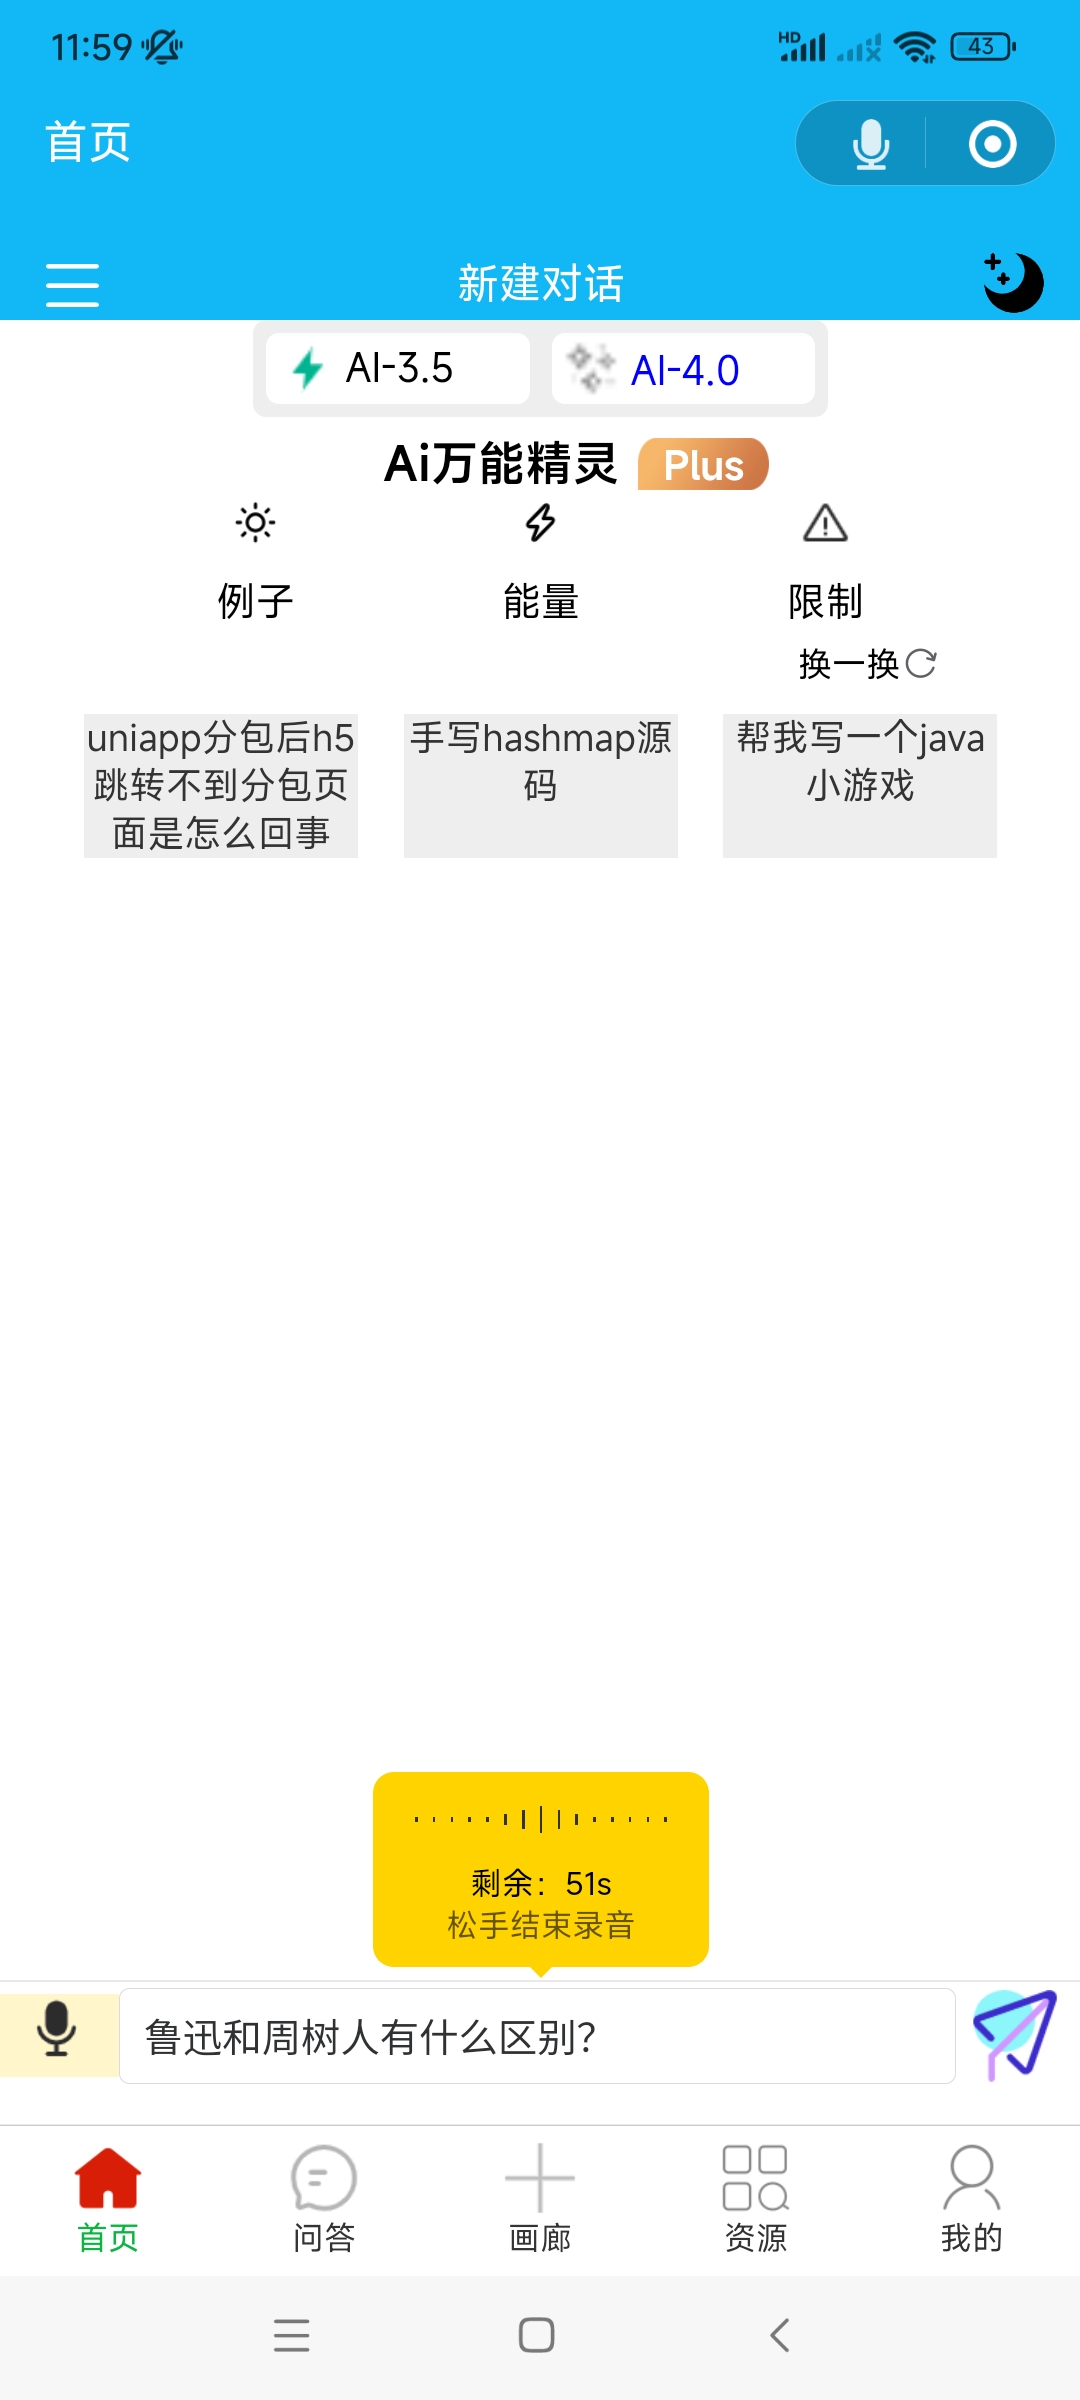 11:59
HD
43
首页
新建对话
AI-3.5 AI-4.0
Ai万能精灵 Plus
例子 能量 限制
换一换
uniapp分包后h5
跳转不到分包页
面是怎么回事
手写hashmap源
码
帮我写一个java
小游戏
剩余：51s
松手结束录音
鲁迅和周树人有什么区别?
首页 问答 画廊 资源 我的